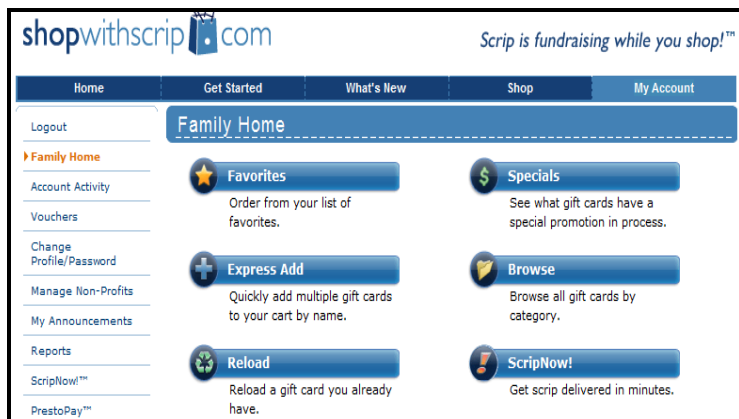 shopwithscrip.com
Scrip is fundraising while you shop!™
Home Get Started What's New Shop My Account
Logout
Family Home
Account Activity
Vouchers
Change
Profile/Password
Manage Non-Profits
My Announcements
Reports
ScripNow!™
PrestoPay™
Family Home
Favorites
Order from your list of
favorites.
Specials
See what gift cards have a
special promotion in process.
Express Add
Quickly add multiple gift cards
to your cart by name.
Browse
Browse all gift cards by
category.
Reload
Reload a gift card you already
have.
ScripNow!
Get scrip delivered in minutes.